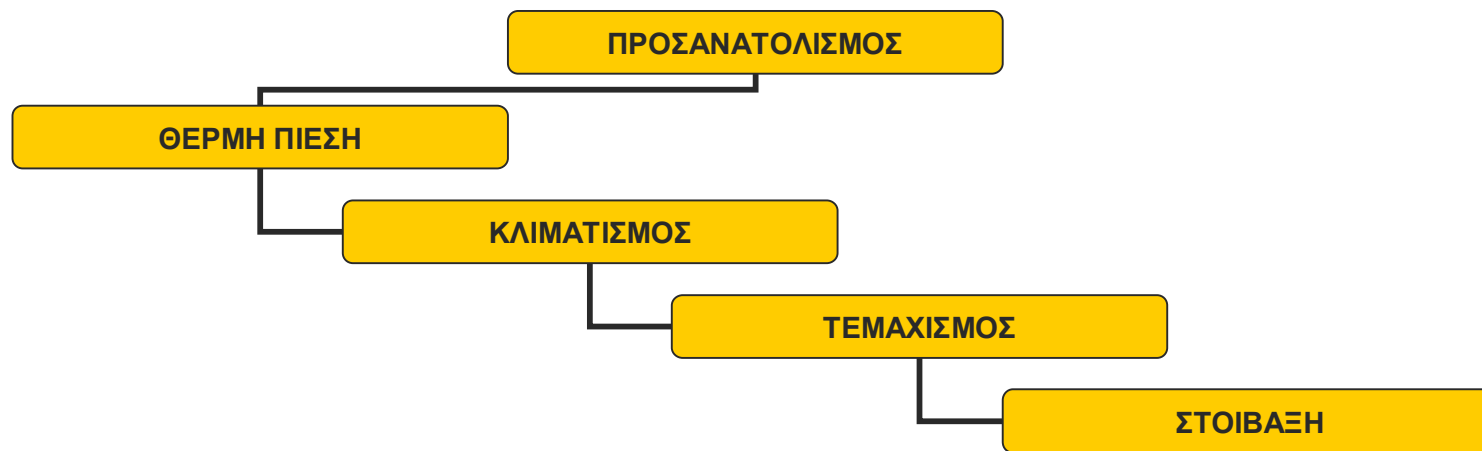 ΠΡΟΣΑΝΑΤΟΛΙΣΜΟΣ
ΘΕΡΜΗ ΠΙΕΣΗ
ΚΛΙΜΑΤΙΣΜΟΣ
ΤΕΜΑΧΙΣΜΟΣ
ΣΤΟΙΒΑΞΗ